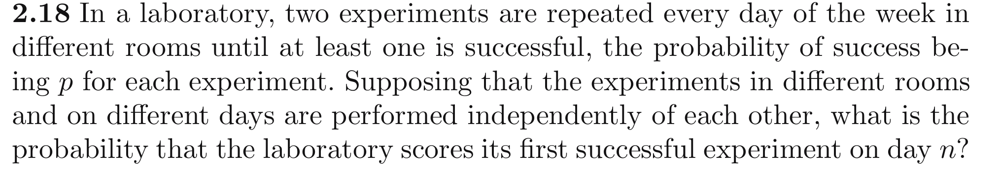 2.18 In a laboratory, two experiments are repeated every day of the week in
different rooms until at least one is successful, the probability of success be-
ing p for each experiment. Supposing that the experiments in different rooms
and on different days are performed independently of each other, what is the
probability that the laboratory scores its first successful experiment on day n?